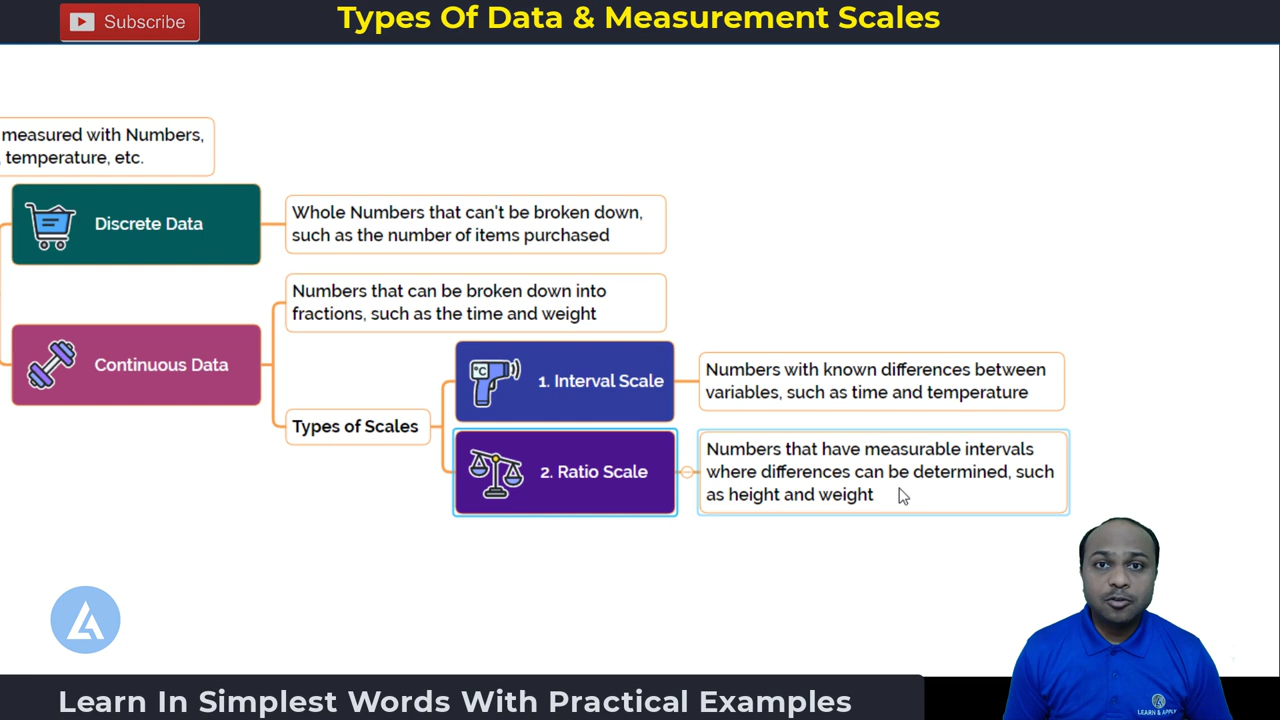 Subscribe
Types Of Data & Measurement Scales
measured with Numbers,
, temperature, etc.
Discrete Data
Whole Numbers that can't be broken down,
such as the number of items purchased
Numbers that can be broken down into
fractions, such as the time and weight
Continuous Data
Types of Scales
°C
1. Interval Scale
Numbers with known differences between
variables, such as time and temperature
2. Ratio Scale
Numbers that have measurable intervals
where differences can be determined, such
as height and weight
LEARN & APPLY
Learn In Simplest Words With Practical Examples